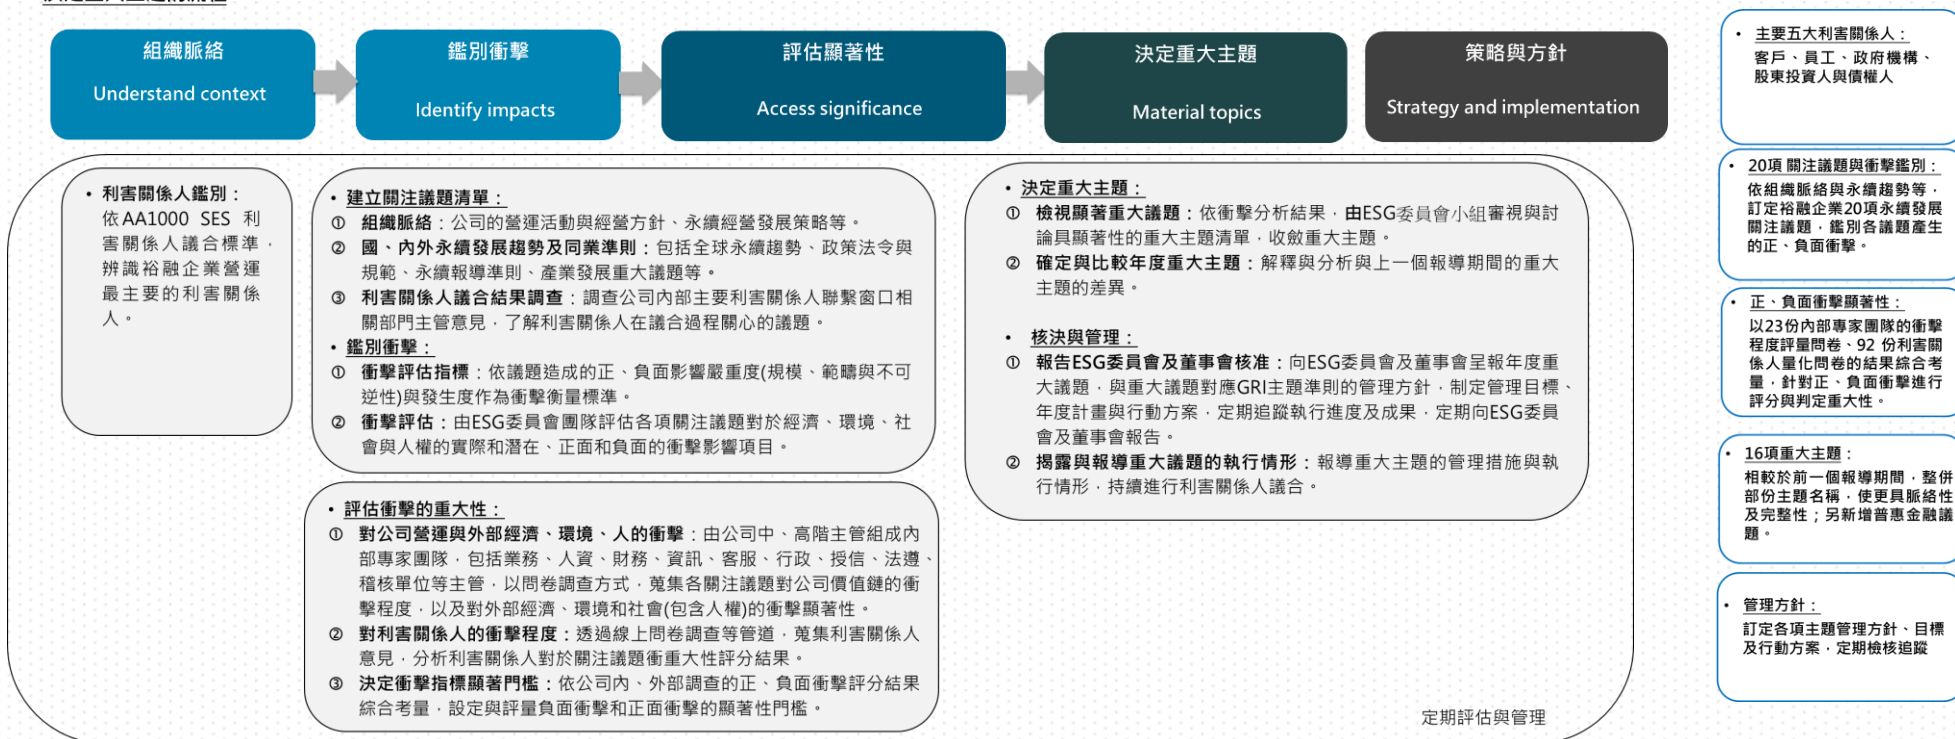 組織脈絡
Understand context
鑑別衝擊
Identify impacts
評估顯著性
Access significance
決定重大主題
Material topics
策略與方針
Strategy and implementation
• 利害關係人鑑別：
依AA1000 SES 利
害關係人議合標準，
辨識裕融企業營運
最主要的利害關係
人。
• 建立關注議題清單：
① 組織脈絡：公司的營運活動與經營方針、永續經營發展策略等。
② 國、內外永續發展趨勢及同業準則：包括全球永續趨勢、政策法令與
規範、永續報導準則、產業發展重大議題等。
③ 利害關係人議合結果調查：調查公司內部主要利害關係人聯繫窗口相
關部門主管意見，了解利害關係人在議合過程關心的議題。
• 鑑別衝擊：
① 衝擊評估指標：依議題造成的正、負面影響嚴重度(規模、範疇與不可
逆性)與發生度作為衝擊衡量標準。
② 衝擊評估：由ESG委員會團隊評估各項關注議題對於經濟、環境、社
會與人權的實際和潛在、正面和負面的衝擊影響項目。
• 評估衝擊的重大性：
① 對公司營運與外部經濟、環境、人的衝擊：由公司中、高階主管組成內
部專家團隊，包括業務、人資、財務、資訊、客服、行政、授信、法遵、
稽核單位等主管，以問卷調查方式，蒐集各關注議題對公司價值鏈的衝
擊程度，以及對外部經濟、環境和社會(包含人權)的衝擊顯著性。
② 對利害關係人的衝擊程度：透過線上問卷調查等管道，蒐集利害關係人
意見，分析利害關係人對於關注議題衝重大性評分結果。
③ 決定衝擊指標顯著門檻：依公司內、外部調查的正、負面衝擊評分結果
綜合考量，設定與評量負面衝擊和正面衝擊的顯著性門檻。
• 決定重大主題：
① 檢視顯著重大議題：依衝擊分析結果，由ESG委員會小組審視與討
論具顯著性的重大主題清單，收斂重大主題。
② 確定與比較年度重大主題：解釋與分析與上一個報導期間的重大
主題的差異。
• 核決與管理：
① 報告ESG委員會及董事會核准：向ESG委員會及董事會呈報年度重
大議題，與重大議題對應GRI主題準則的管理方針，制定管理目標、
年度計畫與行動方案，定期追蹤執行進度及成果，定期向ESG委員
會及董事會報告。
② 揭露與報導重大議題的執行情形：報導重大主題的管理措施與執
行情形，持續進行利害關係人議合。
定期評估與管理
• 主要五大利害關係人：
客戶、員工、政府機構、
股東投資人與債權人
• 20項 關注議題與衝擊鑑別：
依組織脈絡與永續趨勢等，
訂定裕融企業20項永續發展
關注議題，鑑別各議題產生
的正、負面衝擊。
• 正、負面衝擊顯著性：
以23份內部專家團隊的衝擊
程度評量問卷、92 份利害關
係人量化問卷的結果綜合考
量，針對正、負面衝擊進行
評分與判定重大性。
• 16項重大主題：
相較於前一個報導期間，整併
部份主題名稱，使更具脈絡性
及完整性；另新增普惠金融議
題。
• 管理方針：
訂定各項主題管理方針、目標
及行動方案，定期檢核追蹤